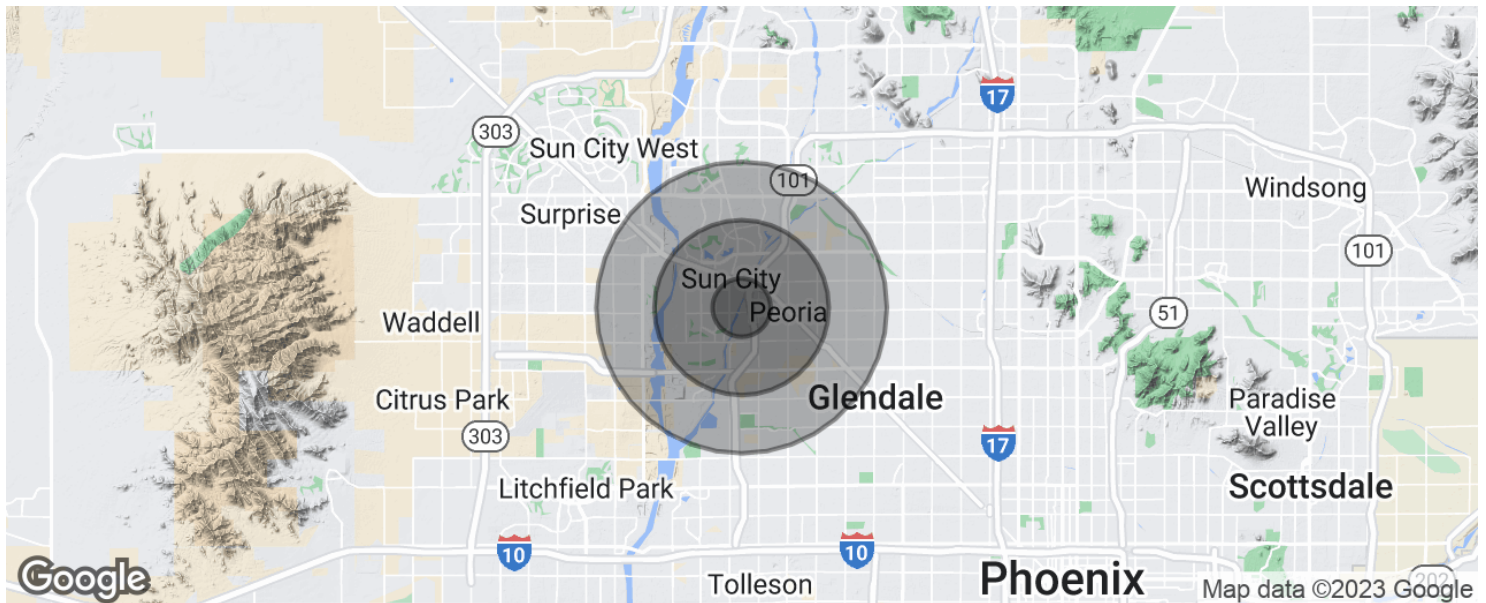 17
303
Sun City West
101
Windsong
Surprise
101
Sun City
Peoria
51
Waddell
Citrus Park
Glendale
Paradise
Valley
303
17
Litchfield Park
Scottsdale
10
10
Phoenix
Google
Tolleson
202
Map data ©2023 Google